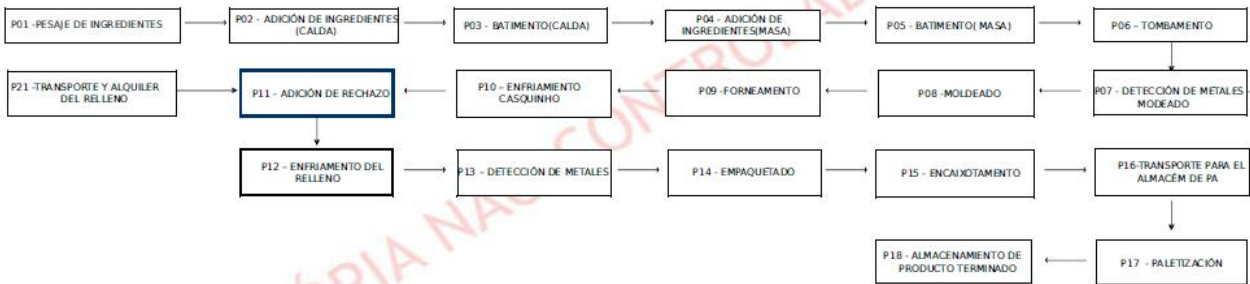 P01 -PESAJE DE INGREDIENTES
P02 - ADICIÓN DE INGREDIENTES
(CALDA)
P03 - BATIMENTO(CALDA)
P04 - ADICIÓN DE
INGREDIENTES(MASA)
P05 - BATIMENTO( MASA)
P06 – TOMBAMENTO
P21 -TRANSPORTE Y ALQUILER
DEL RELLENO
P11 - ADICIÓN DE RECHAZO
P10 – ENFRIAMIENTO
CASQUINHO
P09 -FORNEAMENTO
P08 -MOLDEADO
P07 - DETECCIÓN DE METALES -
MODEADO
P12 – ENFRIAMENTO DEL
RELLENO
P13 – DETECCIÓN DE METALES
P14 - EMPAQUETADO
P15 - ENCAIXOTAMENTO
P16-TRANSPORTE PARA EL
ALMACÉM DE PA
P18 - ALMACENAMIENTO DE
PRODUCTO TERMINADO
P17 - PALETIZACIÓN
ÓPIA NÃO CONTROLAD